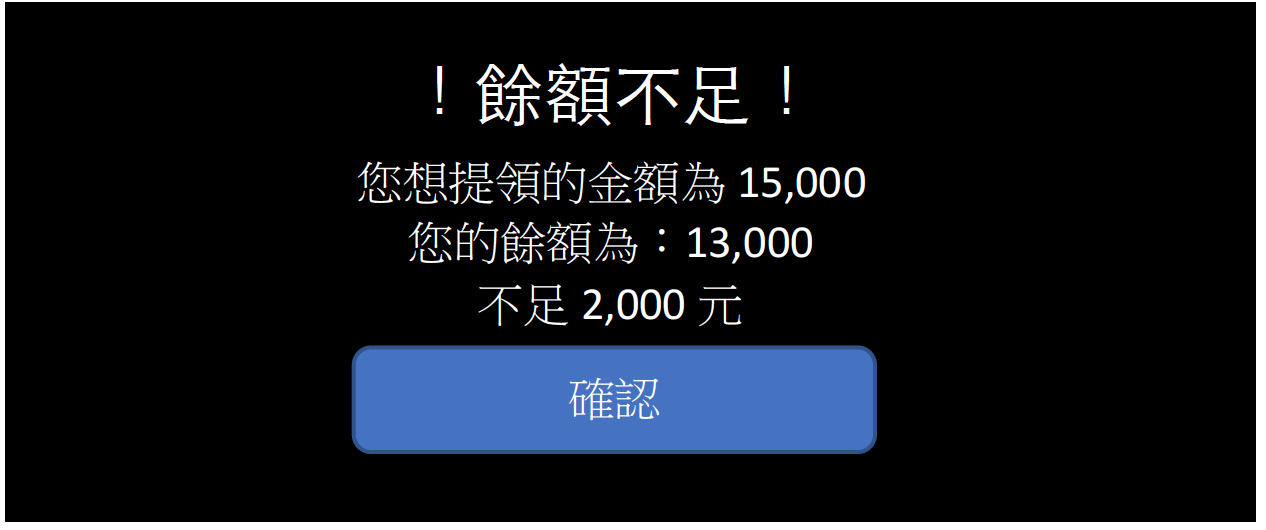 ！餘額不足！
您想提領的金額為 15,000
您的餘額為：13,000
不足 2,000 元
確認